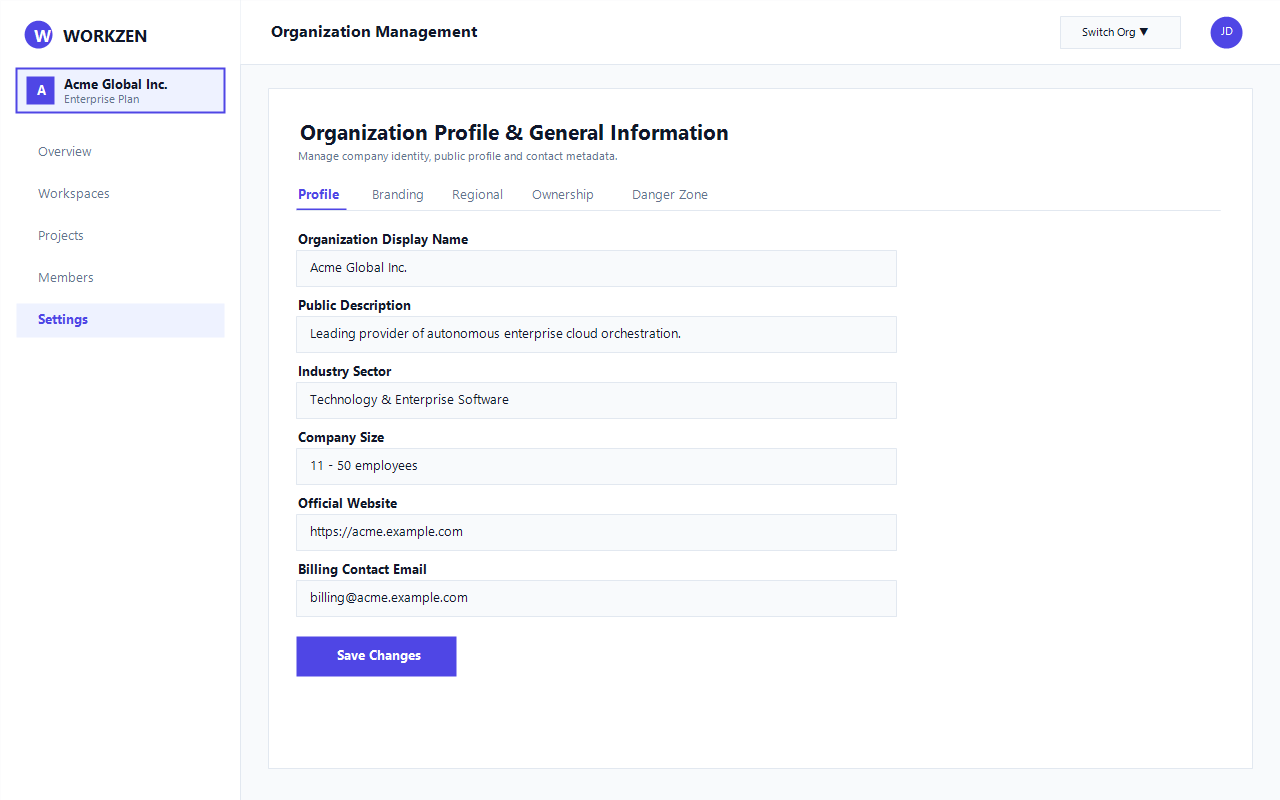 W WORKZEN
A
Acme Global Inc.
Enterprise Plan
Overview
Workspaces
Projects
Members
Settings
Organization Management
Switch Org ▼
JD
Organization Profile & General Information
Manage company identity, public profile and contact metadata.
Profile Branding Regional Ownership Danger Zone
Organization Display Name
Acme Global Inc.
Public Description
Leading provider of autonomous enterprise cloud orchestration.
Industry Sector
Technology & Enterprise Software
Company Size
11 - 50 employees
Official Website
https://acme.example.com
Billing Contact Email
billing@acme.example.com
Save Changes